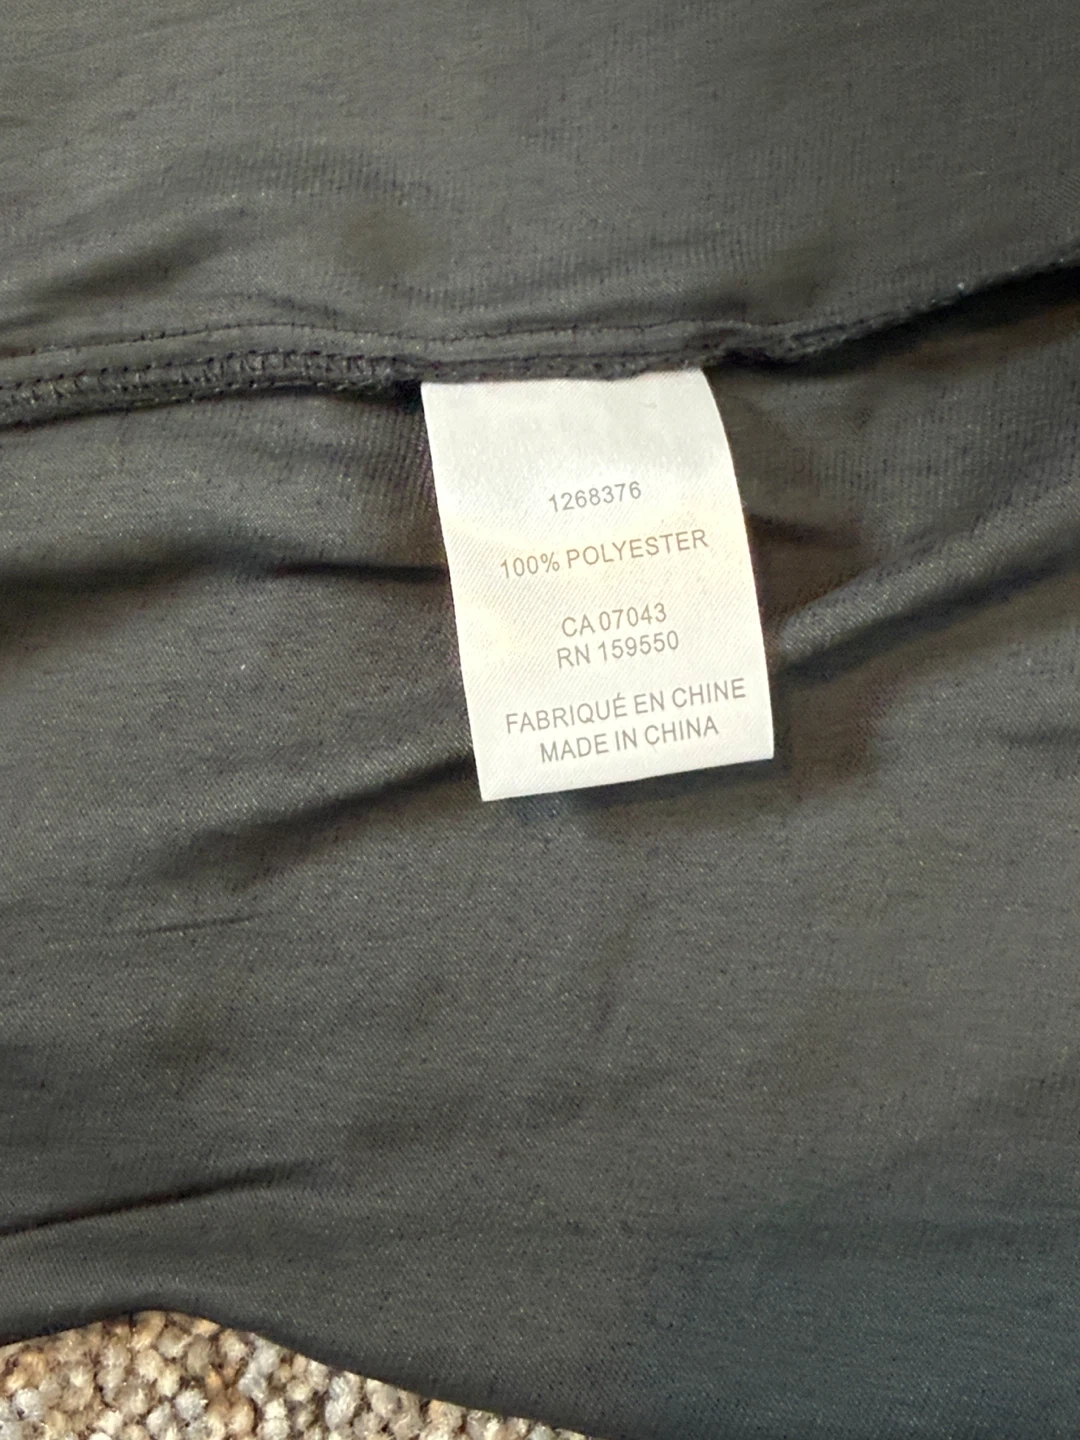 1268376
100% POLYESTER
CA 07043
RN 159550
FABRIQUÉ EN CHINE
MADE IN CHINA